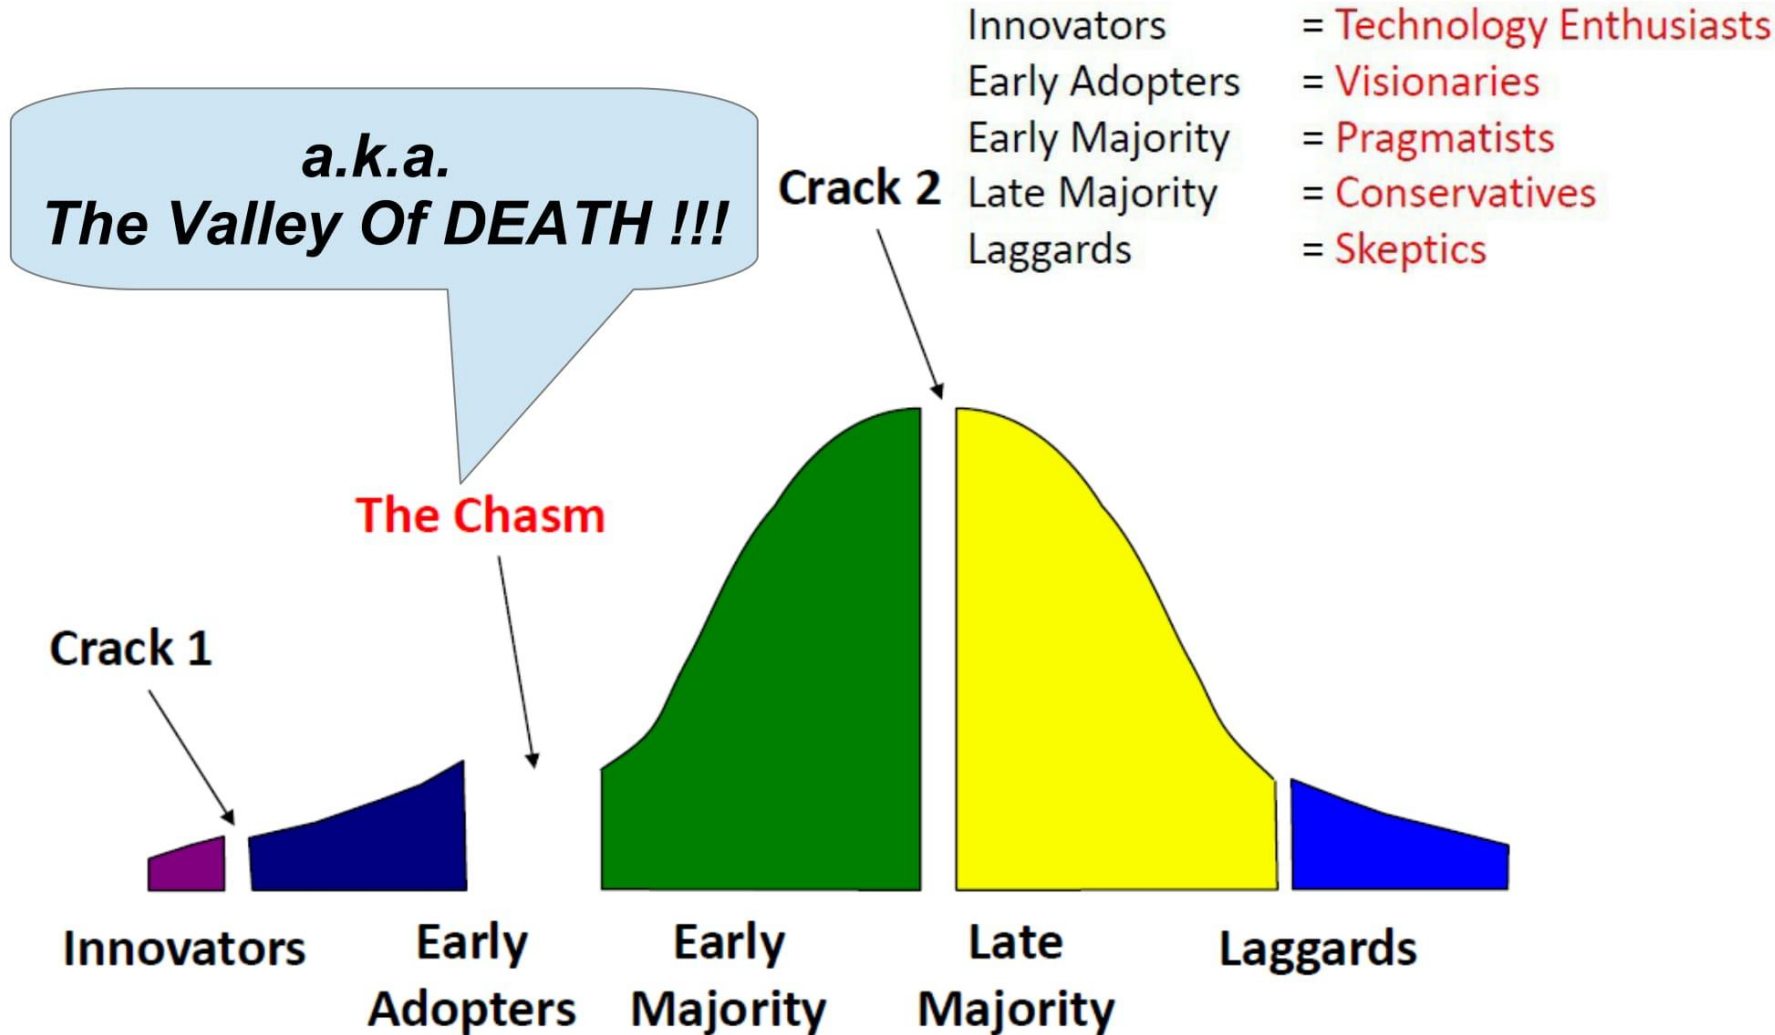 Innovators = Technology Enthusiasts
Early Adopters = Visionaries
Early Majority = Pragmatists
Late Majority = Conservatives
Laggards = Skeptics
a.k.a.
The Valley Of DEATH !!!
Crack 2
The Chasm
Crack 1
Innovators
Early
Adopters
Early
Majority
Late
Majority
Laggards